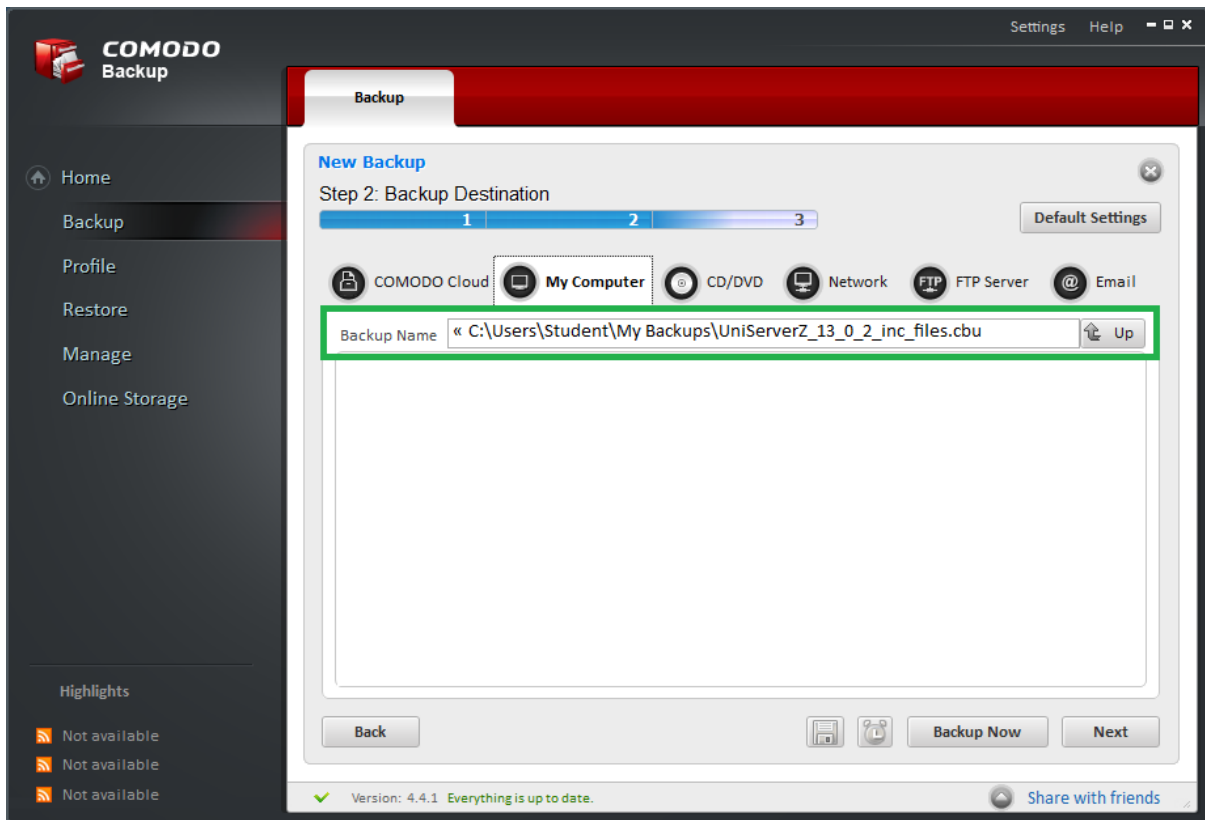 Settings Help
COMODO
Backup
Backup
Home
Backup
Profile
Restore
Manage
Online Storage
Highlights
Not available
Not available
Not available
New Backup
Step 2: Backup Destination
1 2 3
Default Settings
COMODO Cloud My Computer CD/DVD Network FTP FTP Server @ Email
Backup Name « C:\Users\Student\My Backups\UniServerZ_13_0_2_inc_files.cbu Up
Back Backup Now Next
Version: 4.4.1 Everything is up to date. Share with friends